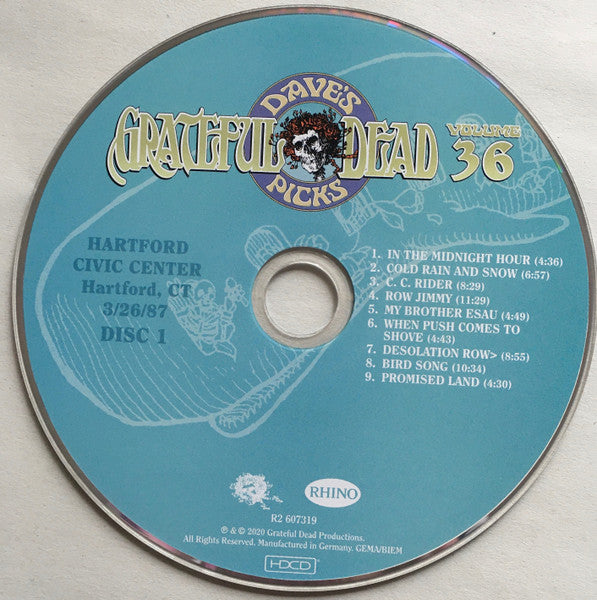 DAVE'S
GRATEFUL DEAD
PICKS
VOLUME
36
HARTFORD
CIVIC CENTER
Hartford, CT
3/26/87
DISC 1
1. IN THE MIDNIGHT HOUR (4:36)
2. COLD RAIN AND SNOW (6:57)
3. C. C. RIDER (8:29)
4. ROW JIMMY (11:29)
5. MY BROTHER ESAU (4:49)
6. WHEN PUSH COMES TO
SHOVE (4:43)
7. DESOLATION ROW> (8:55)
8. BIRD SONG (10:34)
9. PROMISED LAND (4:30)
RHINO
R2 607319
℗ & © 2020 Grateful Dead Productions.
All Rights Reserved. Manufactured in Germany. GEMA/BIEM
HDCD